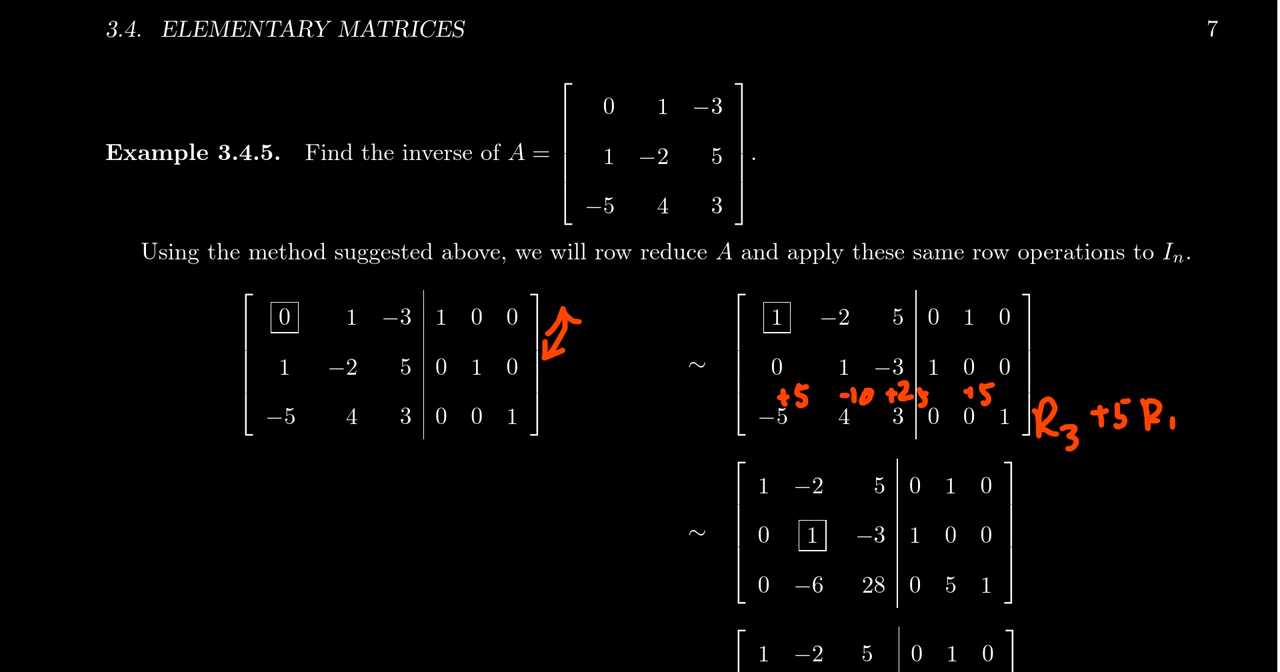 3.4. ELEMENTARY MATRICES 7
0 1 −3
Example 3.4.5. Find the inverse of A = 1 −2 5 .
−5 4 3
Using the method suggested above, we will row reduce A and apply these same row operations to Iₙ.
0 1 −3 1 0 0
1 −2 5 0 1 0
−5 4 3 0 0 1
1 −2 5 0 1 0
∼ 0 1 −3 1 0 0
+5 -10 +25 +5
−5 4 3 0 0 1 R₃ +5 R₁
1 −2 5 0 1 0
∼ 0 1 −3 1 0 0
0 −6 28 0 5 1
1 −2 5 0 1 0